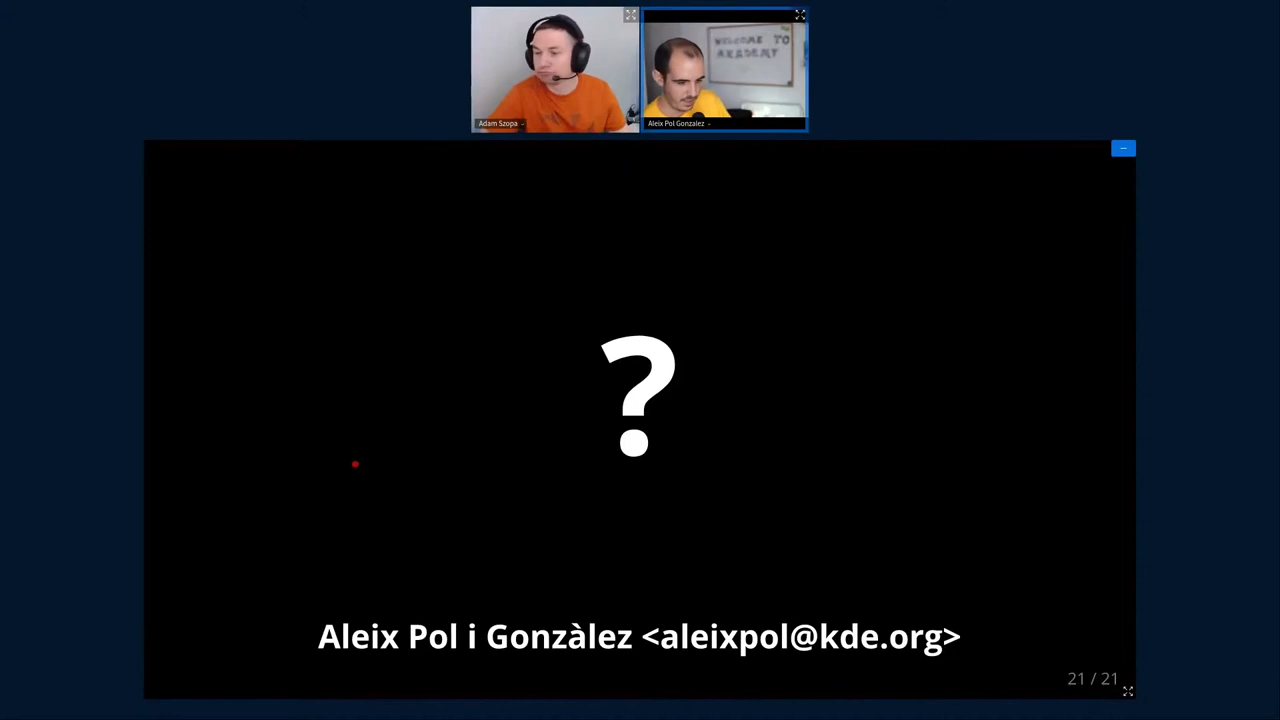 Adam Szopa
Aleix Pol Gonzalez
WELCOME TO
AKADEMY
?
Aleix Pol i Gonzàlez <aleixpol@kde.org>
21 / 21